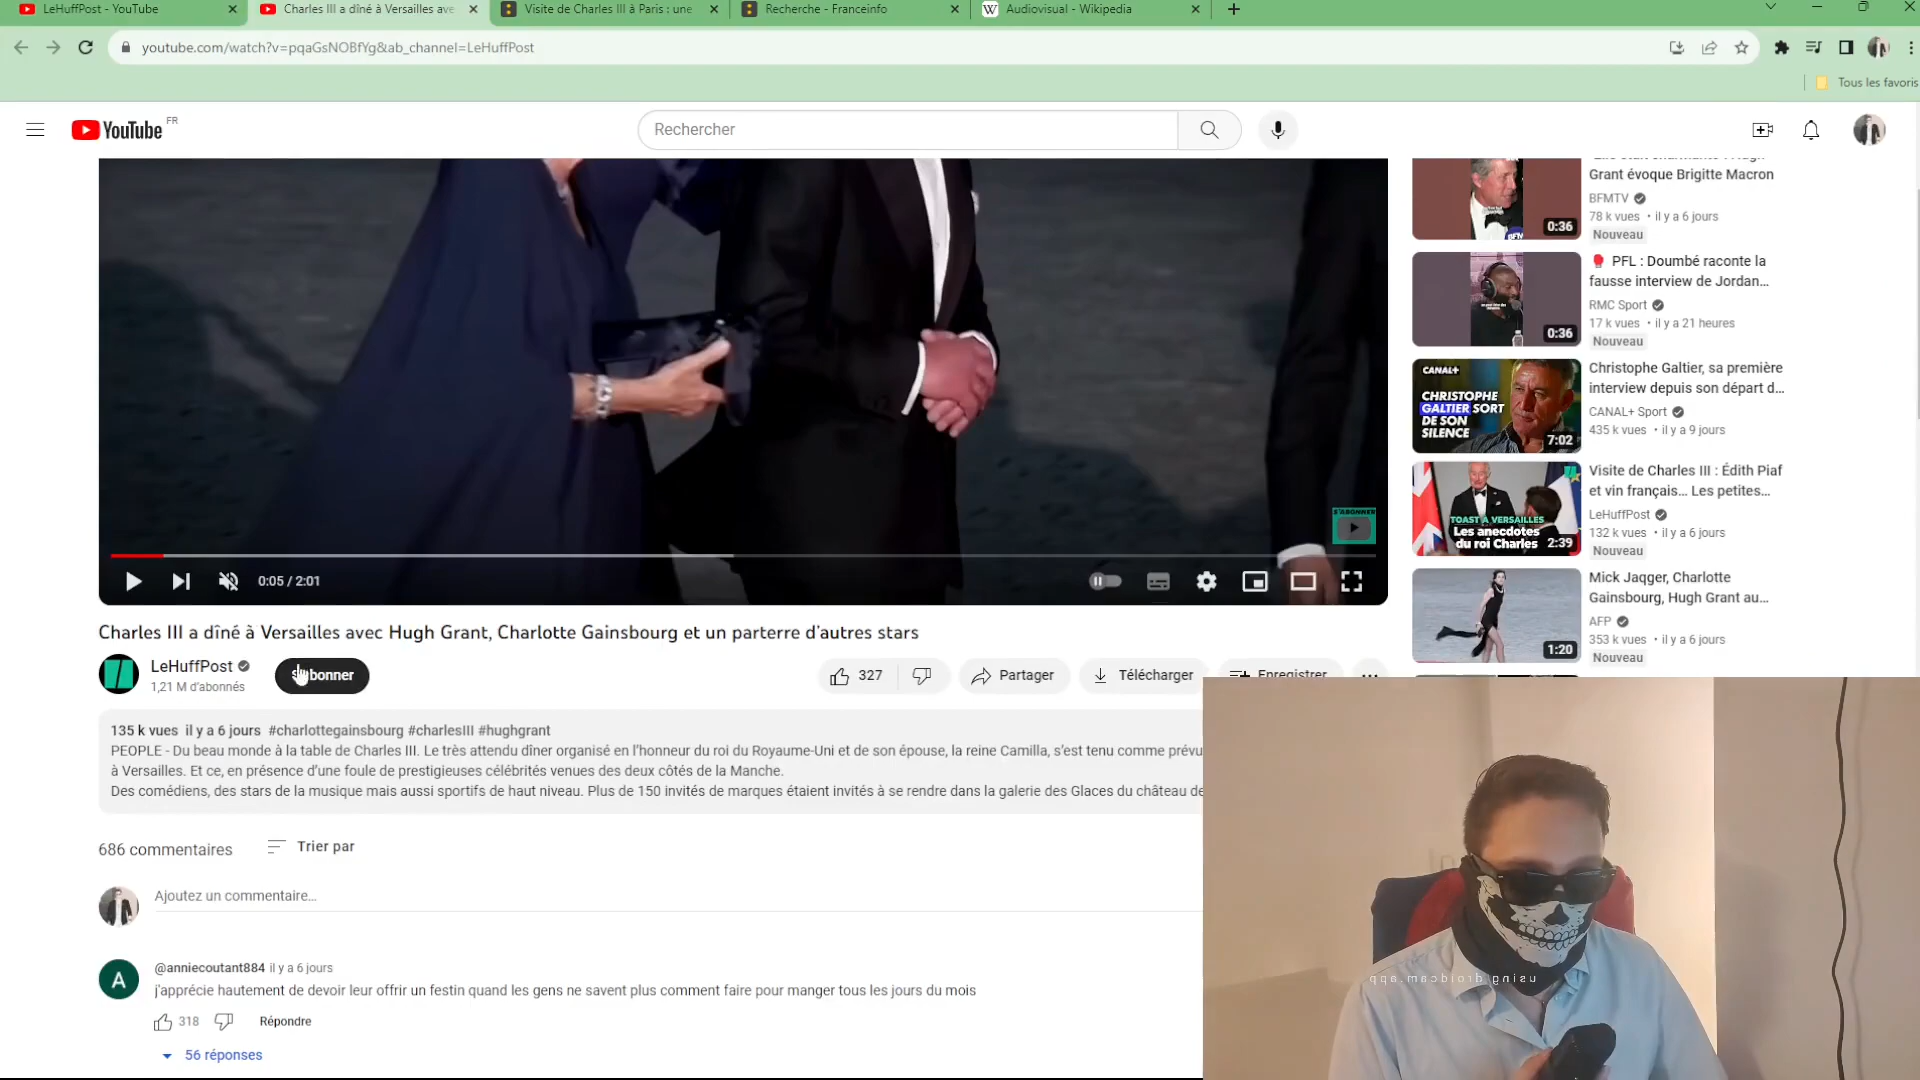 LeHuffPost - YouTube
Charles III a dîné à Versailles ave
Visite de Charles III à Paris : une
Recherche - Franceinfo
Audiovisual - Wikipedia
youtube.com/watch?v=pqaGsNOBfYg&ab_channel=LeHuffPost
Tous les favoris
YouTube FR
Rechercher
Grant évoque Brigitte Macron
BFMTV
78 k vues • il y a 6 jours
Nouveau
0:36
PFL : Doumbé raconte la
fausse interview de Jordan...
RMC Sport
17 k vues • il y a 21 heures
Nouveau
0:36
CANAL+
CHRISTOPHE
GALTIER SORT
DE SON
SILENCE
7:02
Christophe Galtier, sa première
interview depuis son départ d...
CANAL+ Sport
435 k vues • il y a 9 jours
TOAST A VERSAILLES
Les anecdotes
du roi Charles
2:39
Visite de Charles III : Édith Piaf
et vin français... Les petites...
LeHuffPost
132 k vues • il y a 6 jours
Nouveau
1:20
Mick Jagger, Charlotte
Gainsbourg, Hugh Grant au...
AFP
353 k vues • il y a 6 jours
Nouveau
S'ABONNER
0:05 / 2:01
Charles III a dîné à Versailles avec Hugh Grant, Charlotte Gainsbourg et un parterre d'autres stars
LeHuffPost
1,21 M d'abonnés
bonner
327
Partager
Télécharger
Enregistrer
135 k vues il y a 6 jours #charlottegainsbourg #charlesIII #hughgrant
PEOPLE - Du beau monde à la table de Charles III. Le très attendu dîner organisé en l'honneur du roi du Royaume-Uni et de son épouse, la reine Camilla, s'est tenu comme prévu
à Versailles. Et ce, en présence d'une foule de prestigieuses célébrités venues des deux côtés de la Manche.
Des comédiens, des stars de la musique mais aussi sportifs de haut niveau. Plus de 150 invités de marques étaient invités à se rendre dans la galerie des Glaces du château de
686 commentaires
Trier par
Ajoutez un commentaire...
A
@anniecoutant884 il y a 6 jours
j'apprécie hautement de devoir leur offrir un festin quand les gens ne savent plus comment faire pour manger tous les jours du mois
318
Répondre
56 réponses
using droidcam.app